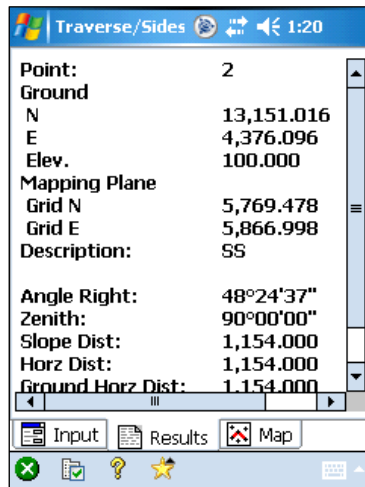 Traverse/Sides 1:20
Point: 2
Ground
N 13,151.016
E 4,376.096
Elev. 100.000
Mapping Plane
Grid N 5,769.478
Grid E 5,866.998
Description: SS
Angle Right: 48°24'37"
Zenith: 90°00'00"
Slope Dist: 1,154.000
Horz Dist: 1,154.000
Ground Horz Dist: 1,154.000
Input Results Map